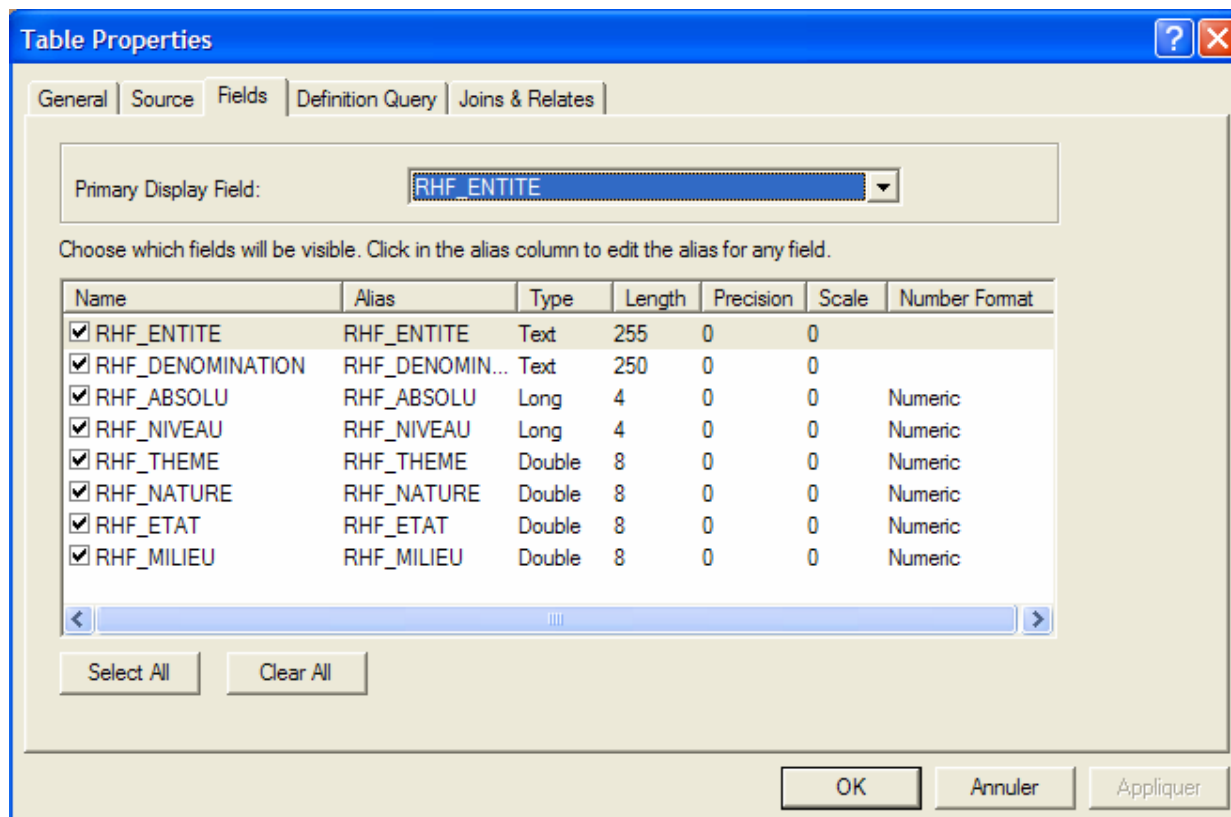 Table Properties
General Source Fields Definition Query Joins & Relates
Primary Display Field: RHF_ENTITE
Choose which fields will be visible. Click in the alias column to edit the alias for any field.
Name Alias Type Length Precision Scale Number Format
RHF_ENTITE RHF_ENTITE Text 255 0 0
RHF_DENOMINATION RHF_DENOMIN... Text 250 0 0
RHF_ABSOLU RHF_ABSOLU Long 4 0 0 Numeric
RHF_NIVEAU RHF_NIVEAU Long 4 0 0 Numeric
RHF_THEME RHF_THEME Double 8 0 0 Numeric
RHF_NATURE RHF_NATURE Double 8 0 0 Numeric
RHF_ETAT RHF_ETAT Double 8 0 0 Numeric
RHF_MILIEU RHF_MILIEU Double 8 0 0 Numeric
Select All Clear All
OK Annuler Appliquer